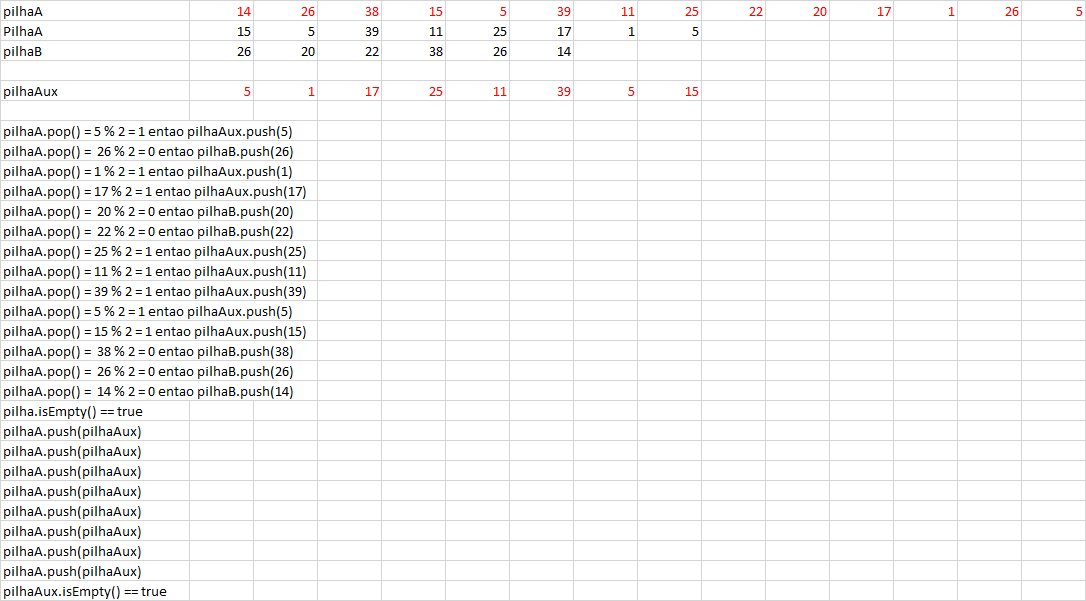 pilhaA 14 26 38 15 5 39 11 25 22 20 17 1 26 5
PilhaA 15 5 39 11 25 17 1 5
pilhaB 26 20 22 38 26 14
pilhaAux 5 1 17 25 11 39 5 15
pilhaA.pop() = 5 % 2 = 1 entao pilhaAux.push(5)
pilhaA.pop() =  26 % 2 = 0 entao pilhaB.push(26)
pilhaA.pop() = 1 % 2 = 1 entao pilhaAux.push(1)
pilhaA.pop() = 17 % 2 = 1 entao pilhaAux.push(17)
pilhaA.pop() =  20 % 2 = 0 entao pilhaB.push(20)
pilhaA.pop() =  22 % 2 = 0 entao pilhaB.push(22)
pilhaA.pop() = 25 % 2 = 1 entao pilhaAux.push(25)
pilhaA.pop() = 11 % 2 = 1 entao pilhaAux.push(11)
pilhaA.pop() = 39 % 2 = 1 entao pilhaAux.push(39)
pilhaA.pop() = 5 % 2 = 1 entao pilhaAux.push(5)
pilhaA.pop() = 15 % 2 = 1 entao pilhaAux.push(15)
pilhaA.pop() =  38 % 2 = 0 entao pilhaB.push(38)
pilhaA.pop() =  26 % 2 = 0 entao pilhaB.push(26)
pilhaA.pop() =  14 % 2 = 0 entao pilhaB.push(14)
pilha.isEmpty() == true
pilhaA.push(pilhaAux)
pilhaA.push(pilhaAux)
pilhaA.push(pilhaAux)
pilhaA.push(pilhaAux)
pilhaA.push(pilhaAux)
pilhaA.push(pilhaAux)
pilhaA.push(pilhaAux)
pilhaA.push(pilhaAux)
pilhaAux.isEmpty() == true